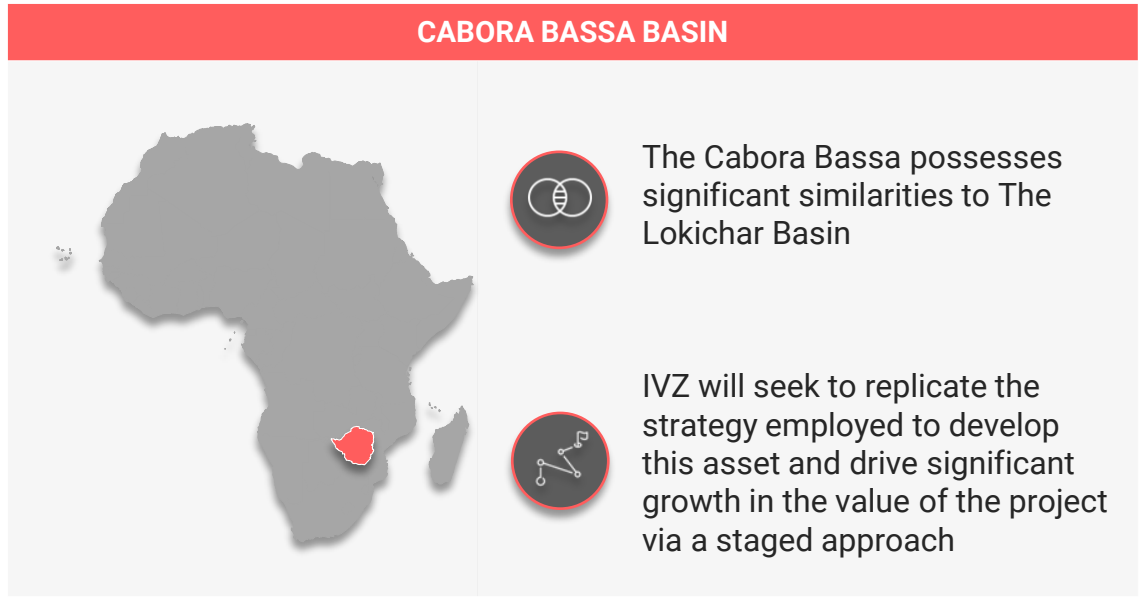 CABORA BASSA BASIN
The Cabora Bassa possesses
significant similarities to The
Lokichar Basin
IVZ will seek to replicate the
strategy employed to develop
this asset and drive significant
growth in the value of the project
via a staged approach